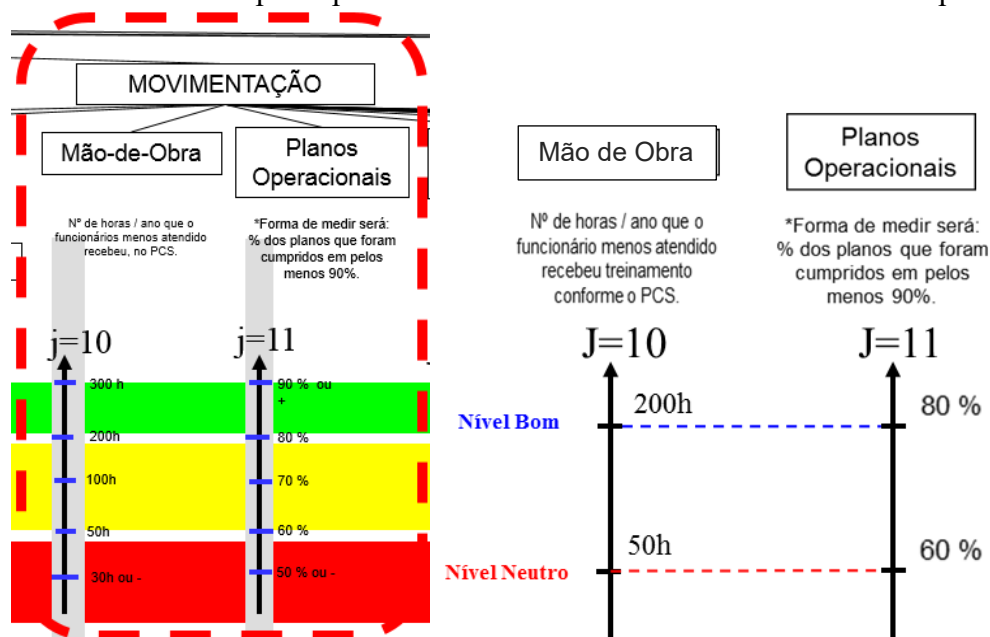 MOVIMENTAÇÃO
Mão-de-Obra
Planos
Operacionais
Nº de horas / ano que o
funcionários menos atendido
recebeu, no PCS.
*Forma de medir será:
% dos planos que foram
cumpridos em pelos
menos 90%.
j=10
j=11
300 h
200h
100h
50h
30h ou -
90 % ou
+
80 %
70 %
60 %
50 % ou -
Mão de Obra
Planos
Operacionais
Nº de horas / ano que o
funcionário menos atendido
recebeu treinamento
conforme o PCS.
*Forma de medir será:
% dos planos que foram
cumpridos em pelos
menos 90%.
J=10
J=11
Nível Bom
200h
80 %
Nível Neutro
50h
60 %